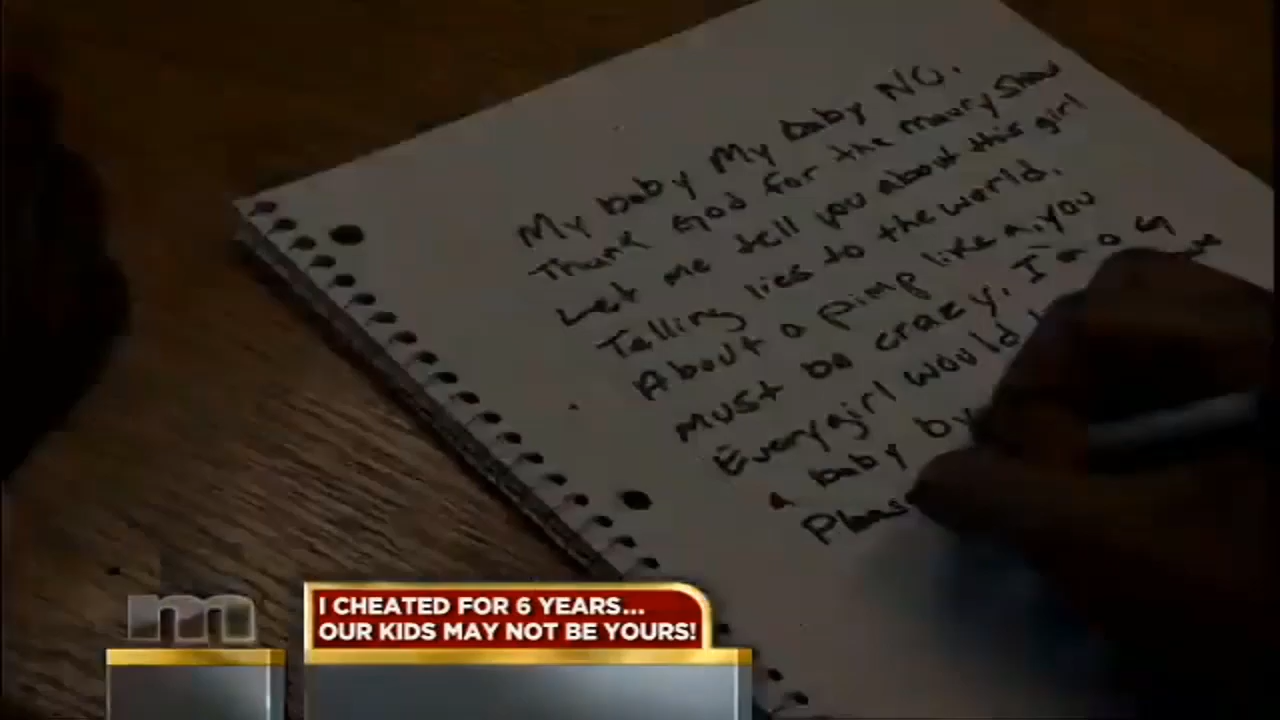 My baby My baby NO.
Thank God for the maury Show
Let me tell you about this girl
Telling lies to the world.
About a pimp like a, you
must be crazy. I'm a G
Every girl would
a baby by
Pleas
m
I CHEATED FOR 6 YEARS...
OUR KIDS MAY NOT BE YOURS!